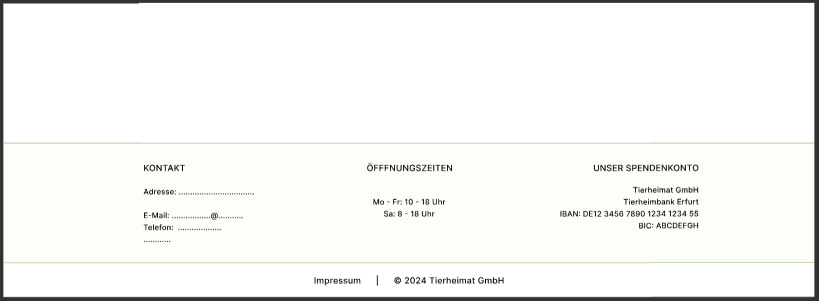 KONTAKT
Adresse: ..................................
E-Mail: ..................@............
Telefon: ....................
.............
ÖFFFNUNGSZEITEN
Mo - Fr: 10 - 18 Uhr
Sa: 8 - 18 Uhr
UNSER SPENDENKONTO
Tierheimat GmbH
Tierheimbank Erfurt
IBAN: DE12 3456 7890 1234 1234 55
BIC: ABCDEFGH
Impressum | © 2024 Tierheimat GmbH